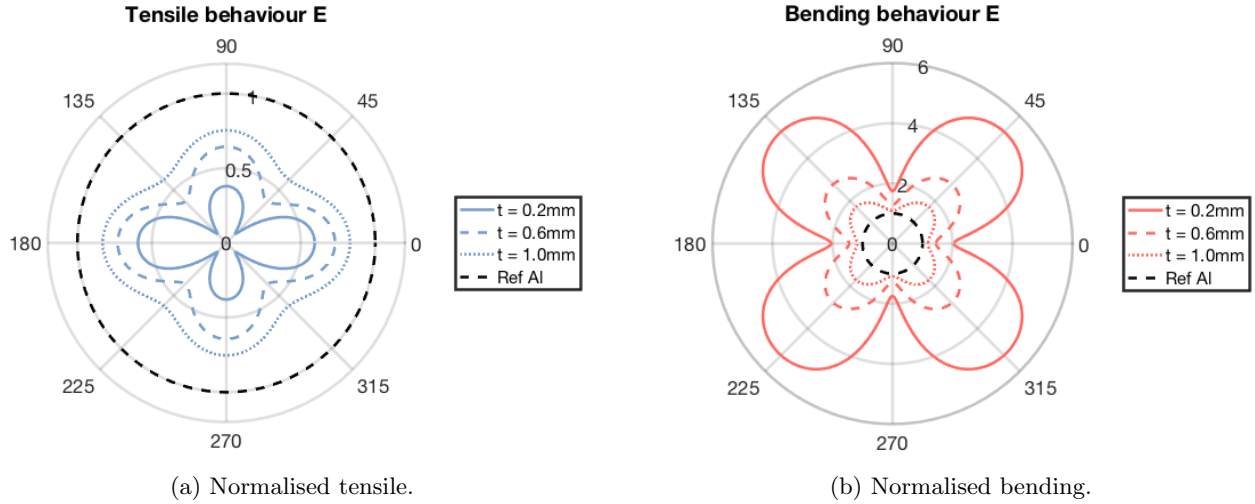 Tensile behaviour E
90
135
45
1
0.5
180
0
0
225
315
270
t = 0.2mm
t = 0.6mm
t = 1.0mm
Ref Al
(a) Normalised tensile.
Bending behaviour E
90
6
135
45
4
2
180
0
0
225
315
270
t = 0.2mm
t = 0.6mm
t = 1.0mm
Ref Al
(b) Normalised bending.